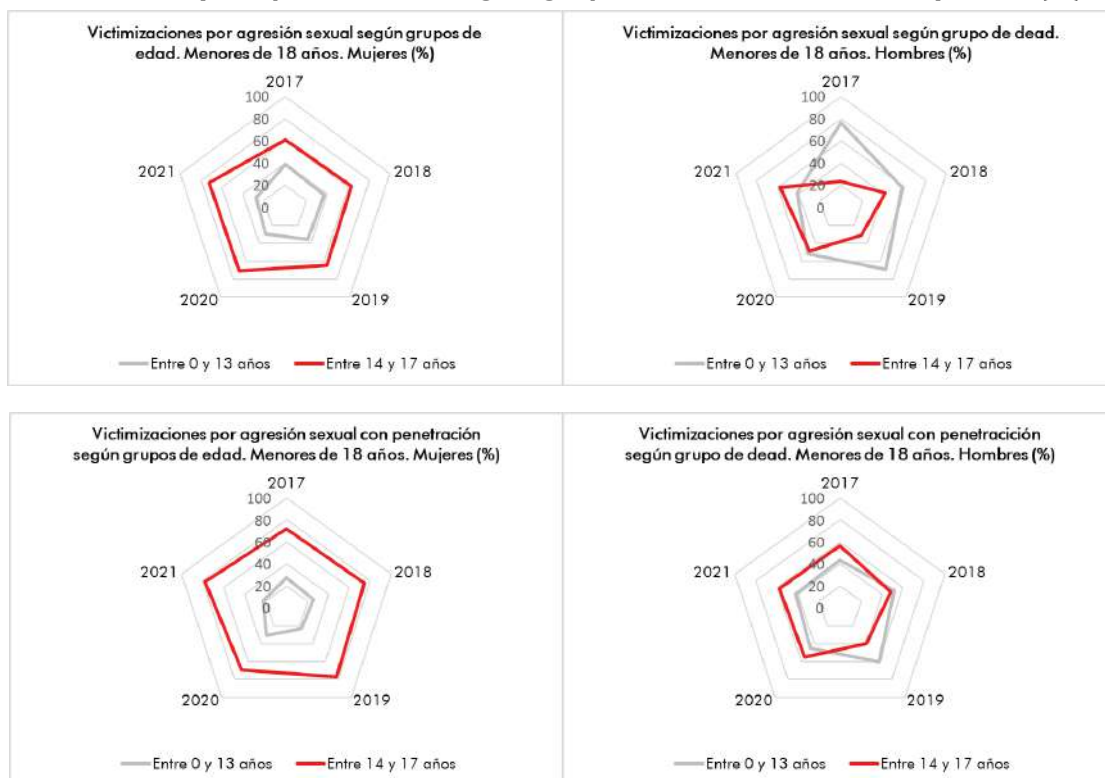 Victimizaciones por agresión sexual según grupos de
edad. Menores de 18 años. Mujeres (%)
2017
100
80
60
40
20
0
2018
2019
2020
2021
Entre 0 y 13 años
Entre 14 y 17 años
Victimizaciones por agresión sexual según grupo de dead.
Menores de 18 años. Hombres (%)
2017
100
80
60
40
20
0
2018
2019
2020
2021
Entre 0 y 13 años
Entre 14 y 17 años
Victimizaciones por agresión sexual con penetración
según grupos de edad. Menores de 18 años. Mujeres (%)
2017
100
80
60
40
20
0
2018
2019
2020
2021
Entre 0 y 13 años
Entre 14 y 17 años
Victimizaciones por agresión sexual con penetracición
según grupo de dead. Menores de 18 años. Hombres (%)
2017
100
80
60
40
20
0
2018
2019
2020
2021
Entre 0 y 13 años
Entre 14 y 17 años